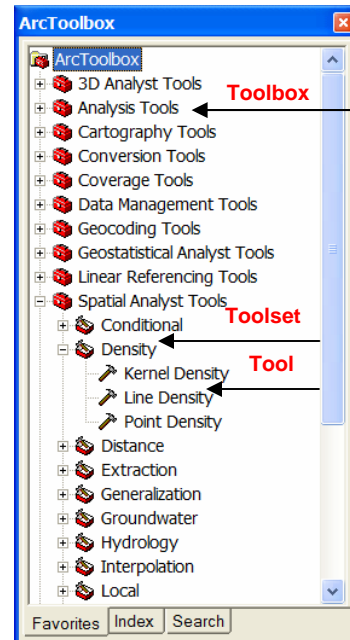 ArcToolbox
ArcToolbox
3D Analyst Tools
Toolbox
Analysis Tools
Cartography Tools
Conversion Tools
Coverage Tools
Data Management Tools
Geocoding Tools
Geostatistical Analyst Tools
Linear Referencing Tools
Spatial Analyst Tools
Toolset
Conditional
Density
Tool
Kernel Density
Line Density
Point Density
Distance
Extraction
Generalization
Groundwater
Hydrology
Interpolation
Local
Favorites Index Search